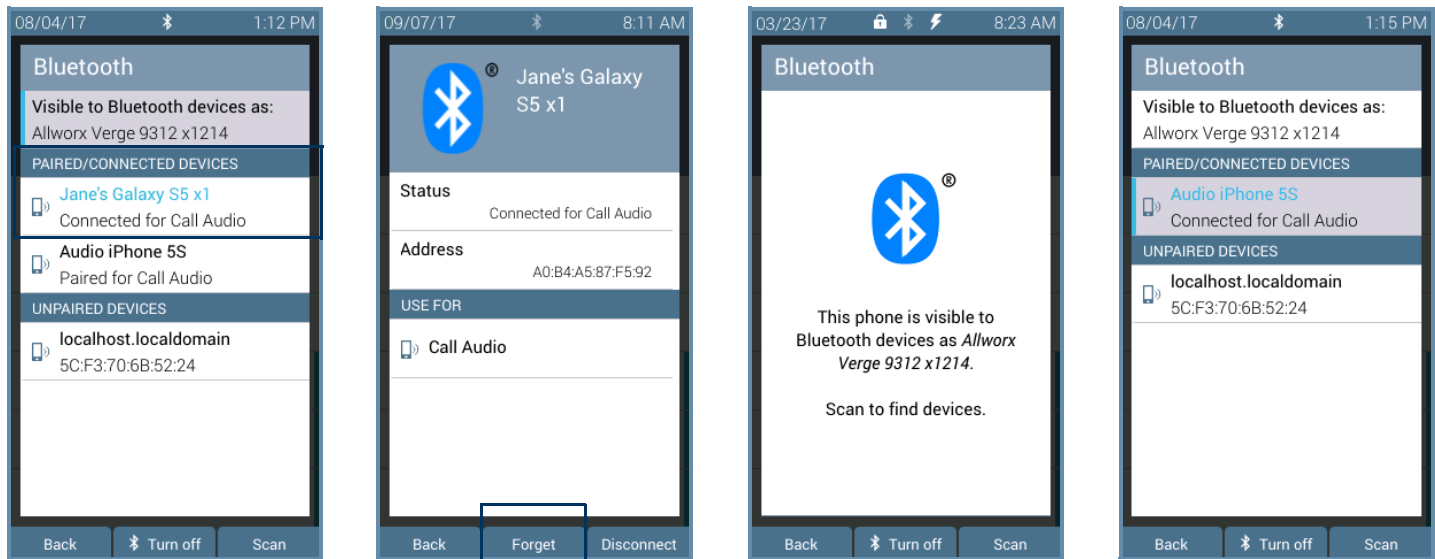 08/04/17 1:12 PM
Bluetooth
Visible to Bluetooth devices as:
Allworx Verge 9312 x1214
PAIRED/CONNECTED DEVICES
Jane's Galaxy S5 x1
Connected for Call Audio
Audio iPhone 5S
Paired for Call Audio
UNPAIRED DEVICES
localhost.localdomain
5C:F3:70:6B:52:24
Back Turn off Scan
09/07/17 8:11 AM
®
Jane's Galaxy
S5 x1
Status
Connected for Call Audio
Address
A0:B4:A5:87:F5:92
USE FOR
Call Audio
Back Forget Disconnect
03/23/17 8:23 AM
Bluetooth
®
This phone is visible to
Bluetooth devices as Allworx
Verge 9312 x1214.
Scan to find devices.
Back Turn off Scan
08/04/17 1:15 PM
Bluetooth
Visible to Bluetooth devices as:
Allworx Verge 9312 x1214
PAIRED/CONNECTED DEVICES
Audio iPhone 5S
Connected for Call Audio
UNPAIRED DEVICES
localhost.localdomain
5C:F3:70:6B:52:24
Back Turn off Scan